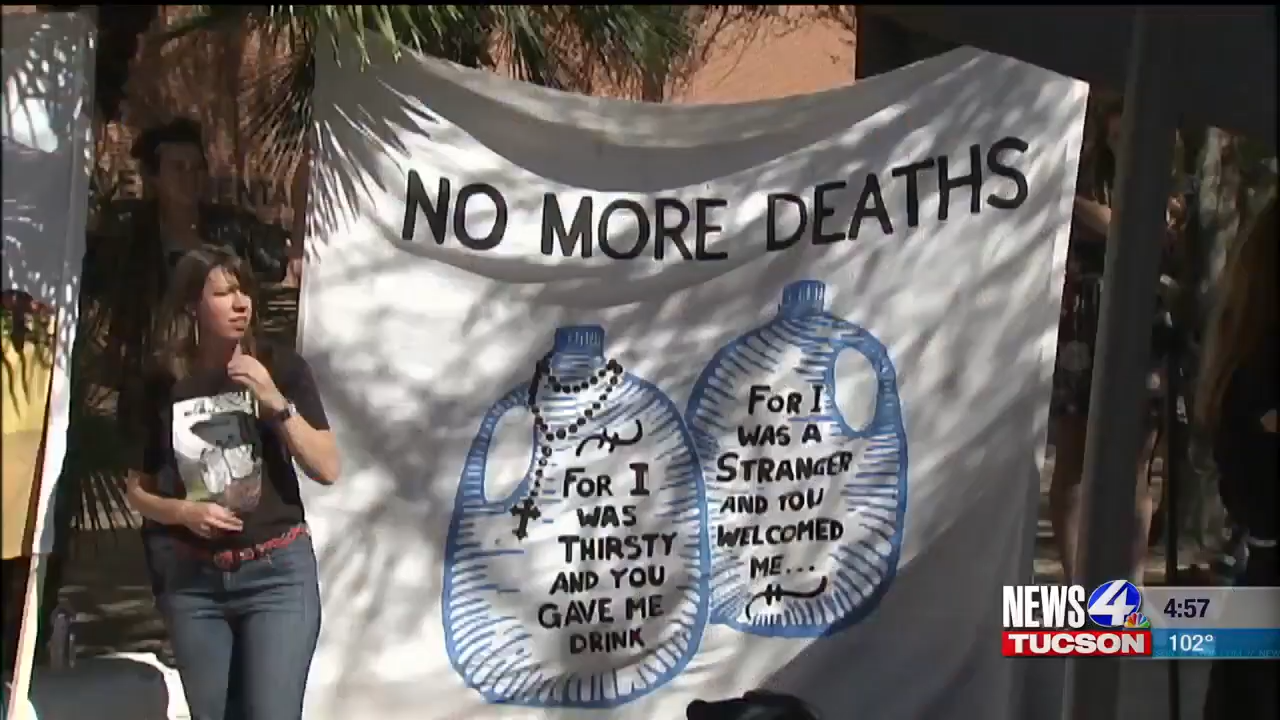 NO MORE DEATHS
FOR I
WAS
THIRSTY
AND YOU
GAVE ME
DRINK
FOR I
WAS A
STRANGER
AND YOU
WELCOMED
ME...
NEWS 4 4:57
TUCSON 102°